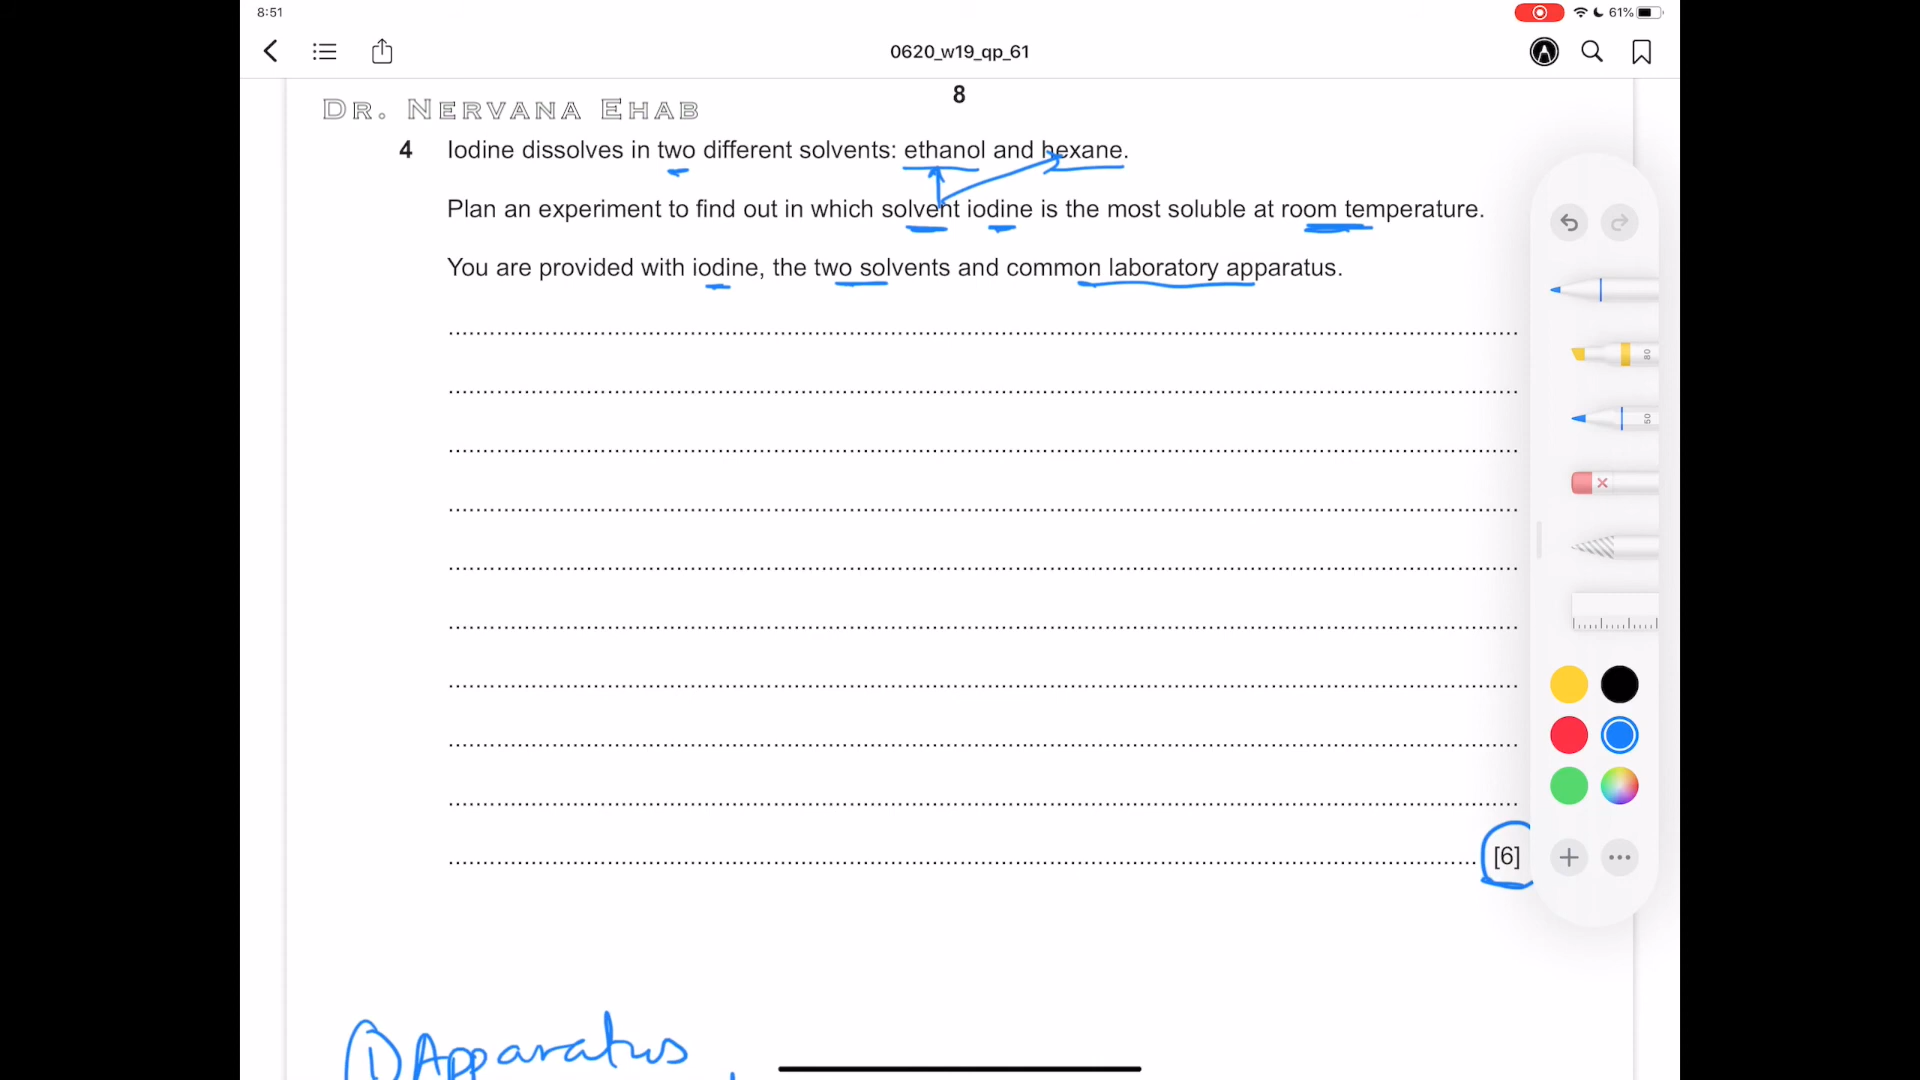 8:51
61%
0620_w19_qp_61
DR. NERVANA EHAB
8
4 Iodine dissolves in two different solvents: ethanol and hexane.
Plan an experiment to find out in which solvent iodine is the most soluble at room temperature.
You are provided with iodine, the two solvents and common laboratory apparatus.
80
50
[6]
1 Apparatus